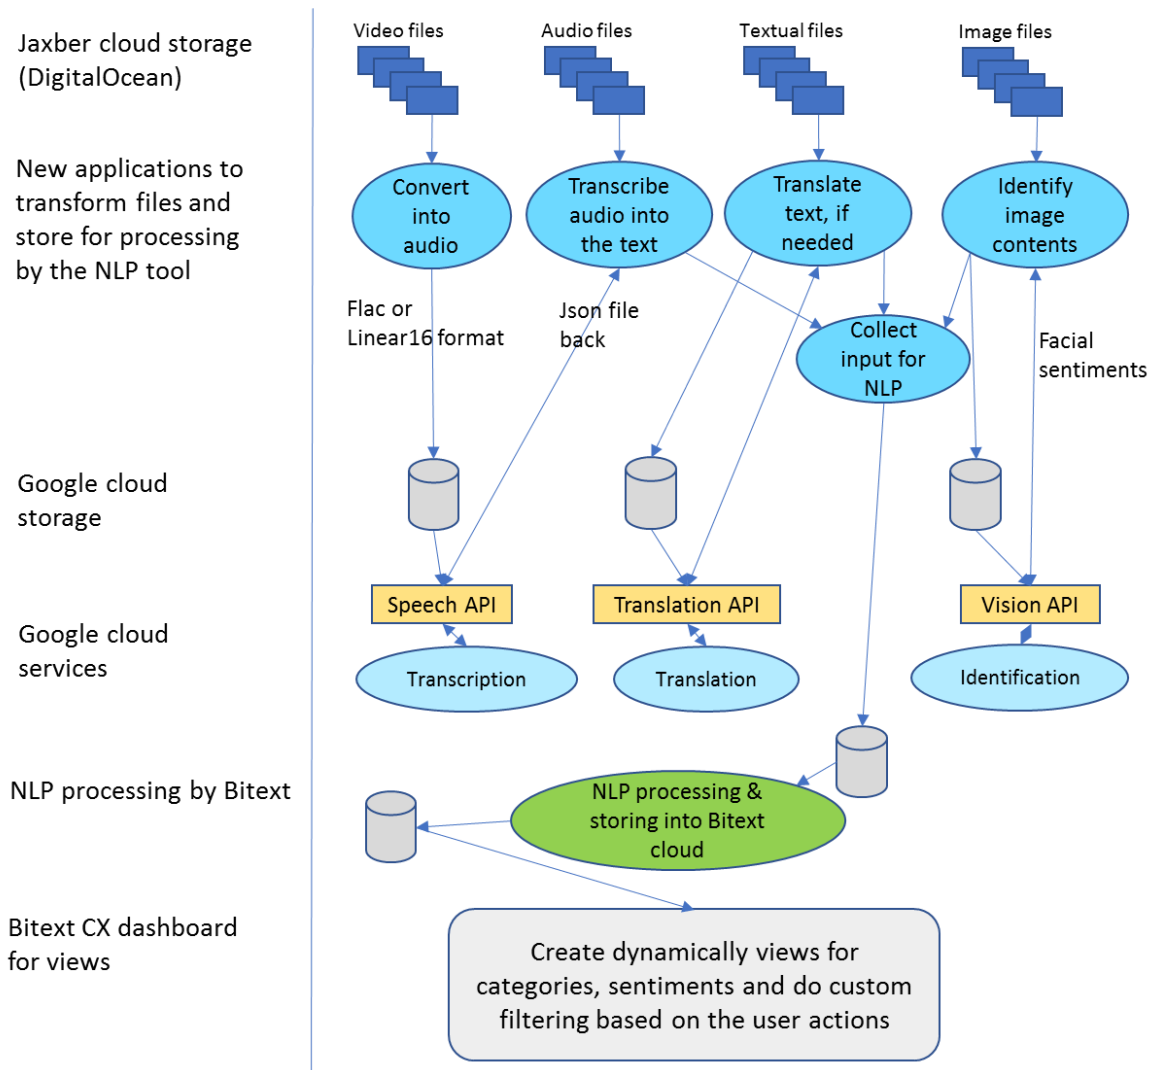 Jaxber cloud storage
(DigitalOcean)
Video files
Audio files
Textual files
Image files
New applications to
transform files and
store for processing
by the NLP tool
Convert
into
audio
Transcribe
audio into
the text
Translate
text, if
needed
Identify
image
contents
Flac or
Linear16 format
Json file
back
Collect
input for
NLP
Facial
sentiments
Google cloud
storage
Google cloud
services
Speech API
Translation API
Vision API
Transcription
Translation
Identification
NLP processing by Bitext
NLP processing &
storing into Bitext
cloud
Bitext CX dashboard
for views
Create dynamically views for
categories, sentiments and do custom
filtering based on the user actions